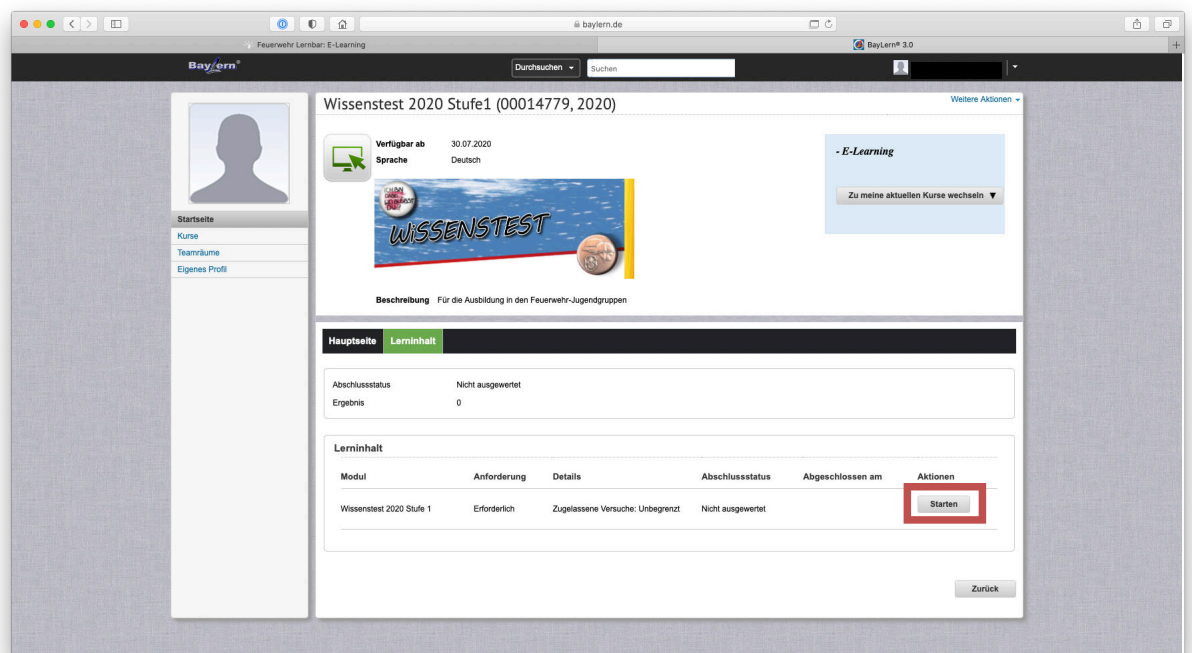 baylern.de
Feuerwehr Lernbar: E-Learning
BayLern® 3.0
BayLern®
Durchsuchen
Suchen
Wissenstest 2020 Stufe1 (00014779, 2020)
Weitere Aktionen
Verfügbar ab 30.07.2020
Sprache Deutsch
- E-Learning
Zu meine aktuellen Kurse wechseln
WISSENSTEST
Startseite
Kurse
Teamräume
Eigenes Profil
Beschreibung Für die Ausbildung in den Feuerwehr-Jugendgruppen
Hauptseite Lerninhalt
Abschlussstatus Nicht ausgewertet
Ergebnis 0
Lerninhalt
Modul Anforderung Details Abschlussstatus Abgeschlossen am Aktionen
Wissenstest 2020 Stufe 1 Erforderlich Zugelassene Versuche: Unbegrenzt Nicht ausgewertet Starten
Zurück